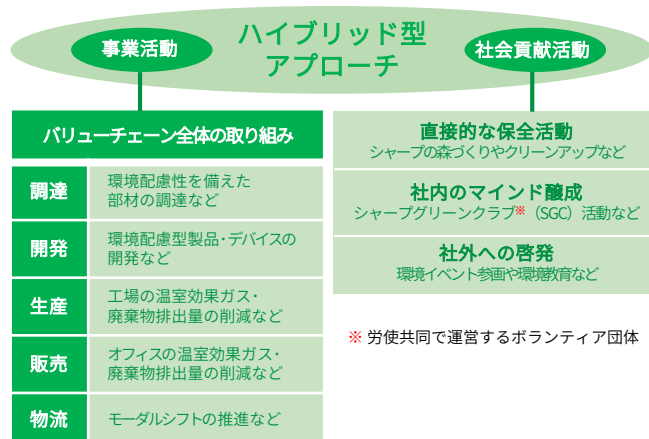 ハイブリッド型
アプローチ
事業活動
社会貢献活動
バリューチェーン全体の取り組み
調達
環境配慮性を備えた
部材の調達など
開発
環境配慮型製品・デバイスの
開発など
生産
工場の温室効果ガス・
廃棄物排出量の削減など
販売
オフィスの温室効果ガス・
廃棄物排出量の削減など
物流
モーダルシフトの推進など
直接的な保全活動
シャープの森づくりやクリーンアップなど
社内のマインド醸成
シャープグリーンクラブ※（SGC）活動など
社外への啓発
環境イベント参画や環境教育など
※ 労使共同で運営するボランティア団体